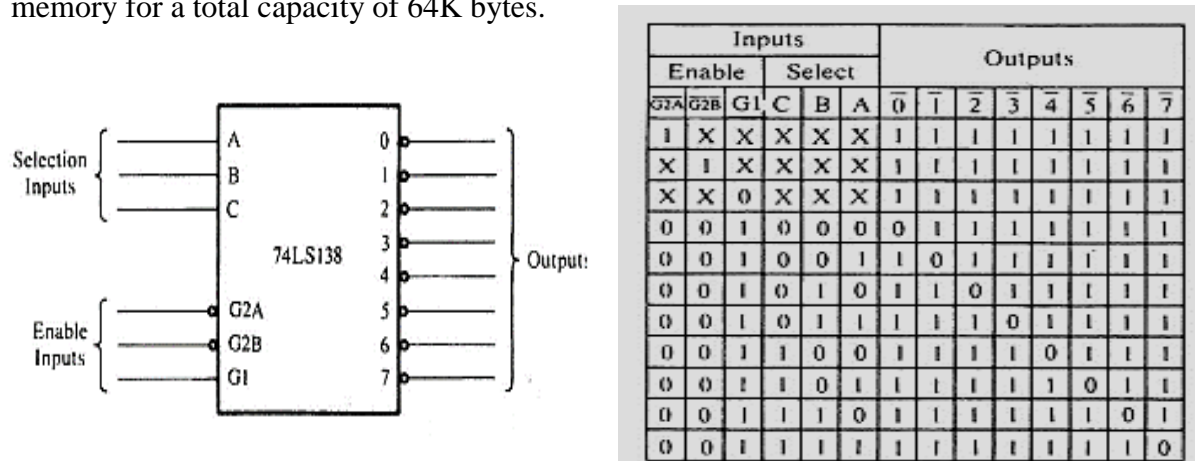 memory for a total capacity of 64K bytes.
Selection
Inputs
A
B
C
74LS138
0
1
2
3
4
5
6
7
Outputs
Enable
Inputs
G2A
G2B
G1
Inputs Outputs
Enable Select
G2A G2B G1 C B A 0 1 2 3 4 5 6 7
1 X X X X X 1 1 1 1 1 1 1 1
X 1 X X X X 1 1 1 1 1 1 1 1
X X 0 X X X 1 1 1 1 1 1 1 1
0 0 1 0 0 0 0 1 1 1 1 1 1 1
0 0 1 0 0 1 1 0 1 1 1 1 1 1
0 0 1 0 1 0 1 1 0 1 1 1 1 1
0 0 1 0 1 1 1 1 1 0 1 1 1 1
0 0 1 1 0 0 1 1 1 1 0 1 1 1
0 0 1 1 0 1 1 1 1 1 1 0 1 1
0 0 1 1 1 0 1 1 1 1 1 1 0 1
0 0 1 1 1 1 1 1 1 1 1 1 1 0